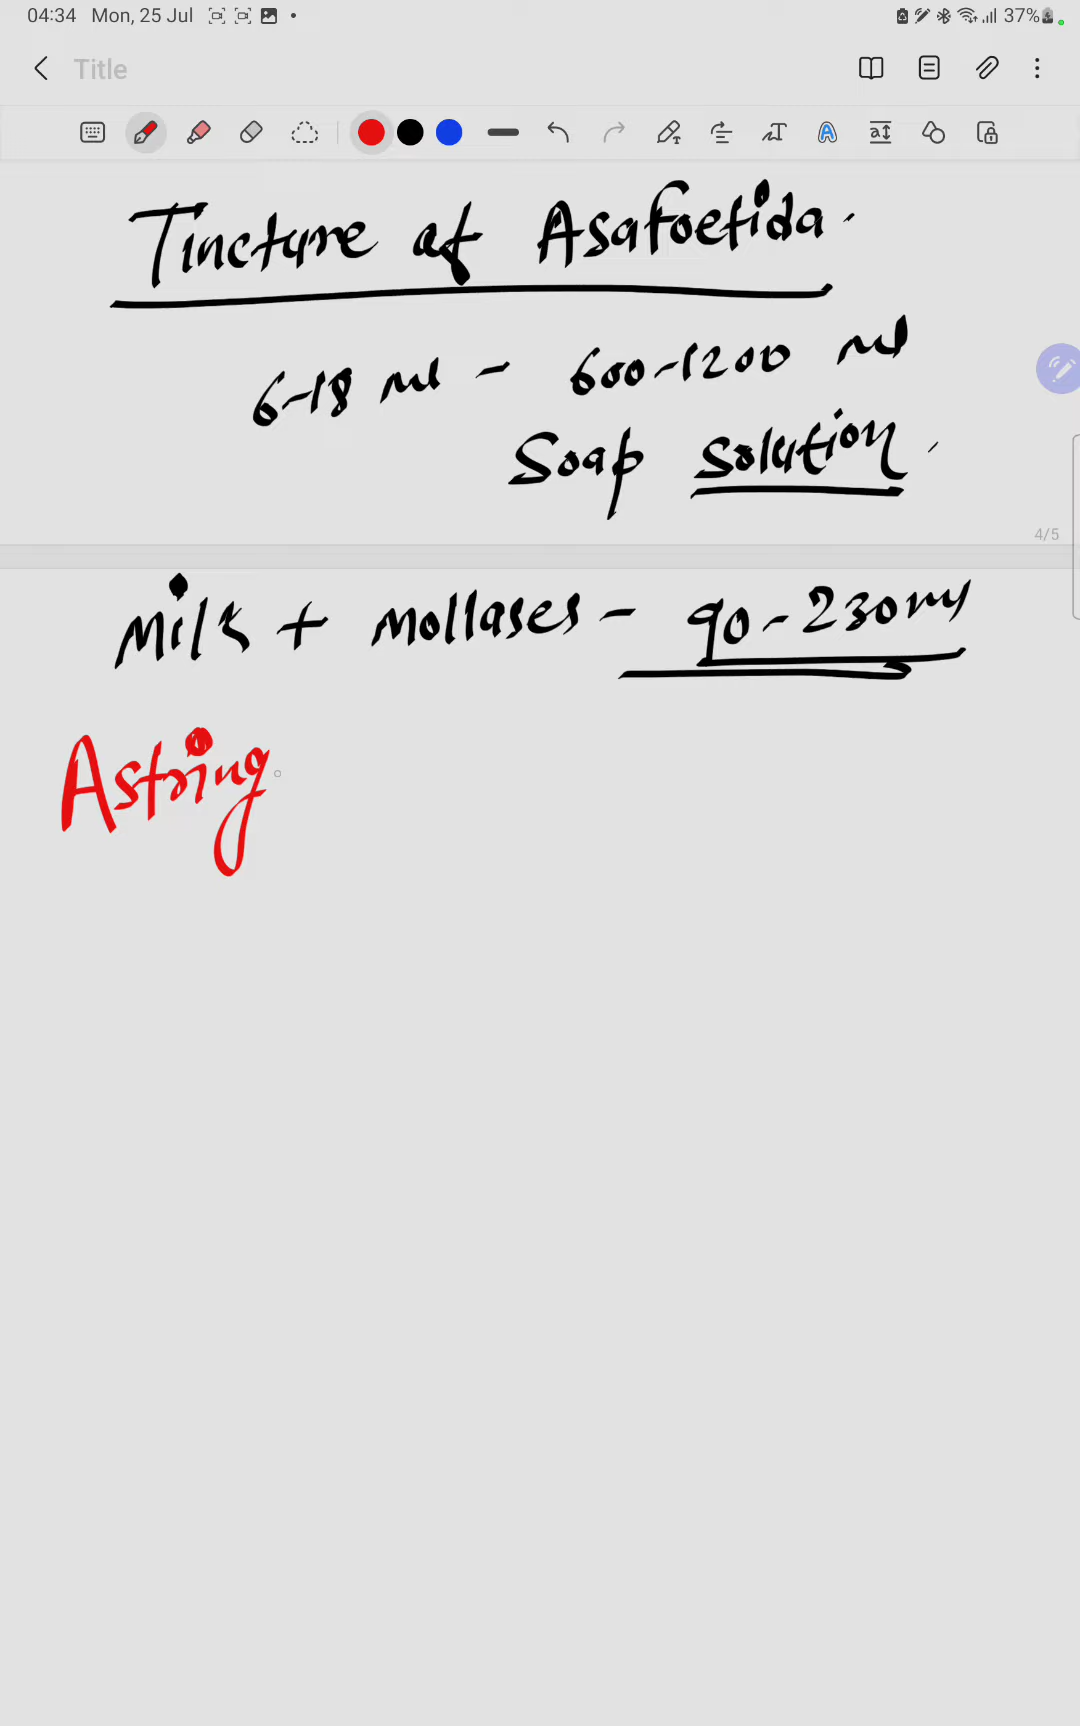 04:34 Mon, 25 Jul 37%
Title
Tincture of Asafoetida.
6-18 ml - 600-1200 ml
Soap solution.
4/5
Milk + Mollases - 90-230ml
Astring